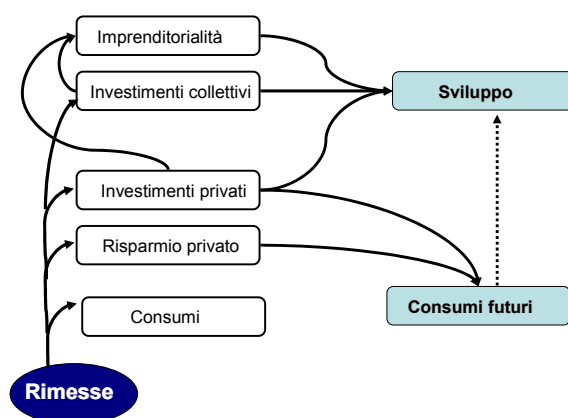 Imprenditorialità
Investimenti collettivi
Sviluppo
Investimenti privati
Risparmio privato
Consumi futuri
Consumi
Rimesse